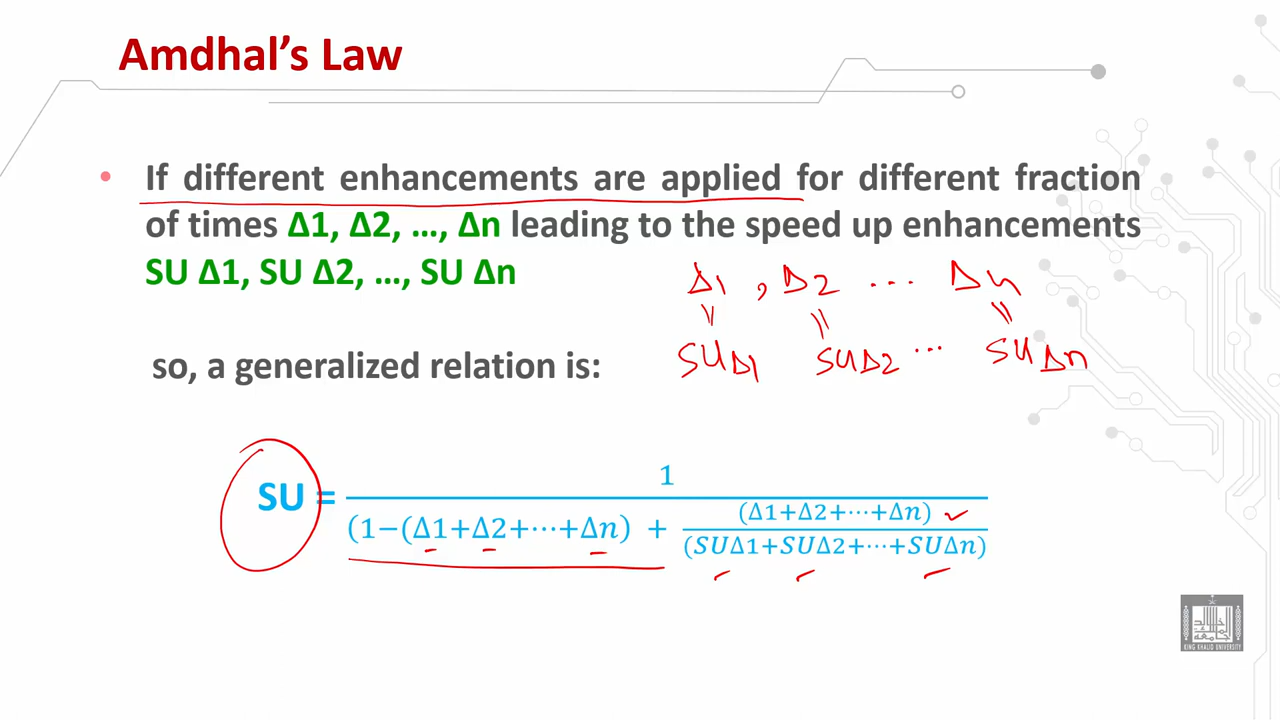 Amdhal's Law
• If different enhancements are applied for different fraction
of times Δ1, Δ2, ..., Δn leading to the speed up enhancements
SU Δ1, SU Δ2, ..., SU Δn
Δ1, Δ2 ... Δn
= = =
SUΔ1 SUΔ2 ... SUΔn
so, a generalized relation is:
1
SU =
(1−(Δ1+Δ2+⋯+Δn) +
(Δ1+Δ2+⋯+Δn)
(SUΔ1+SUΔ2+⋯+SUΔn)
KING KHALID UNIVERSITY